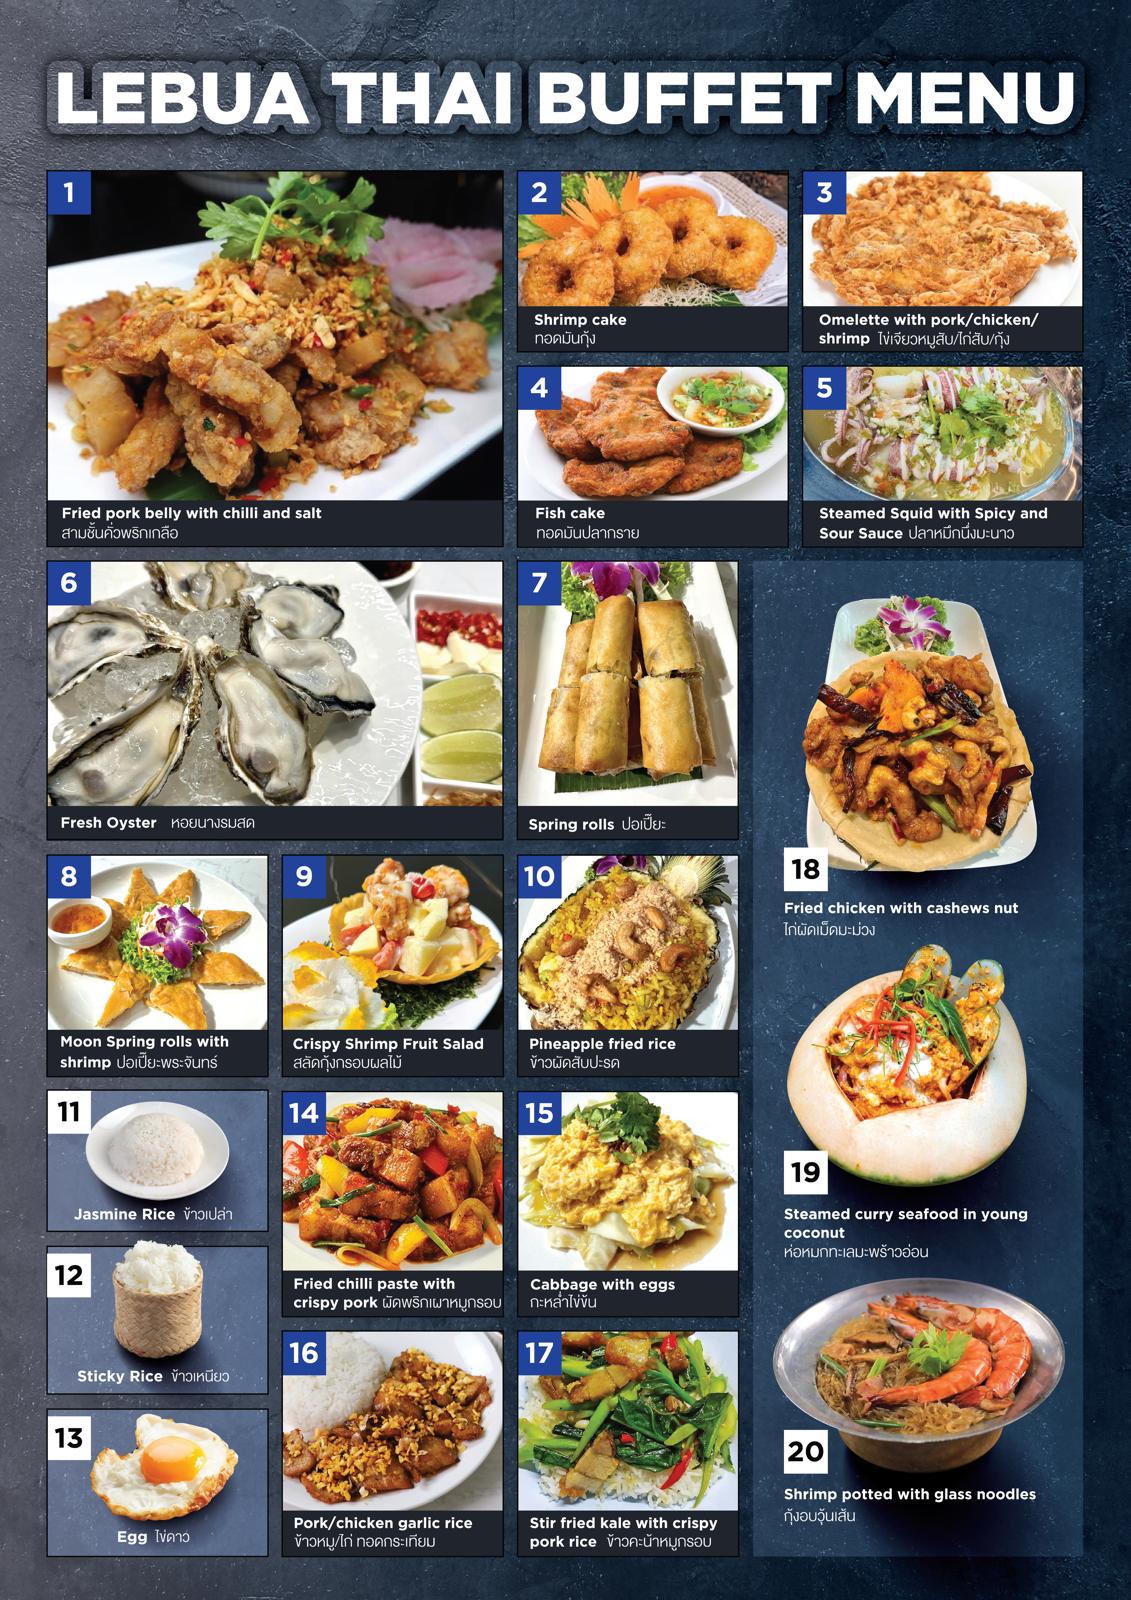 LEBUA THAI BUFFET MENU
1
Fried pork belly with chilli and salt
สามชั้นคั่วพริกเกลือ
2
Shrimp cake
ทอดมันกุ้ง
3
Omelette with pork/chicken/
shrimp ไข่เจียวหมูสับ/ไก่สับ/กุ้ง
4
Fish cake
ทอดมันปลากราย
5
Steamed Squid with Spicy and
Sour Sauce ปลาหมึกนึ่งมะนาว
6
Fresh Oyster หอยนางรมสด
7
Spring rolls ปอเปี๊ยะ
8
Moon Spring rolls with
shrimp ปอเปี๊ยะพระจันทร์
9
Crispy Shrimp Fruit Salad
สลัดกุ้งกรอบผลไม้
10
Pineapple fried rice
ข้าวผัดสับปะรด
11
Jasmine Rice ข้าวเปล่า
12
Sticky Rice ข้าวเหนียว
13
Egg ไข่ดาว
14
Fried chilli paste with
crispy pork ผัดพริกเผาหมูกรอบ
15
Cabbage with eggs
กะหล่ำไข่ข้น
16
Pork/chicken garlic rice
ข้าวหมู/ไก่ ทอดกระเทียม
17
Stir fried kale with crispy
pork rice ข้าวคะน้าหมูกรอบ
18
Fried chicken with cashews nut
ไก่ผัดเม็ดมะม่วง
19
Steamed curry seafood in young
coconut
ห่อหมกทะเลมะพร้าวอ่อน
20
Shrimp potted with glass noodles
กุ้งอบวุ้นเส้น